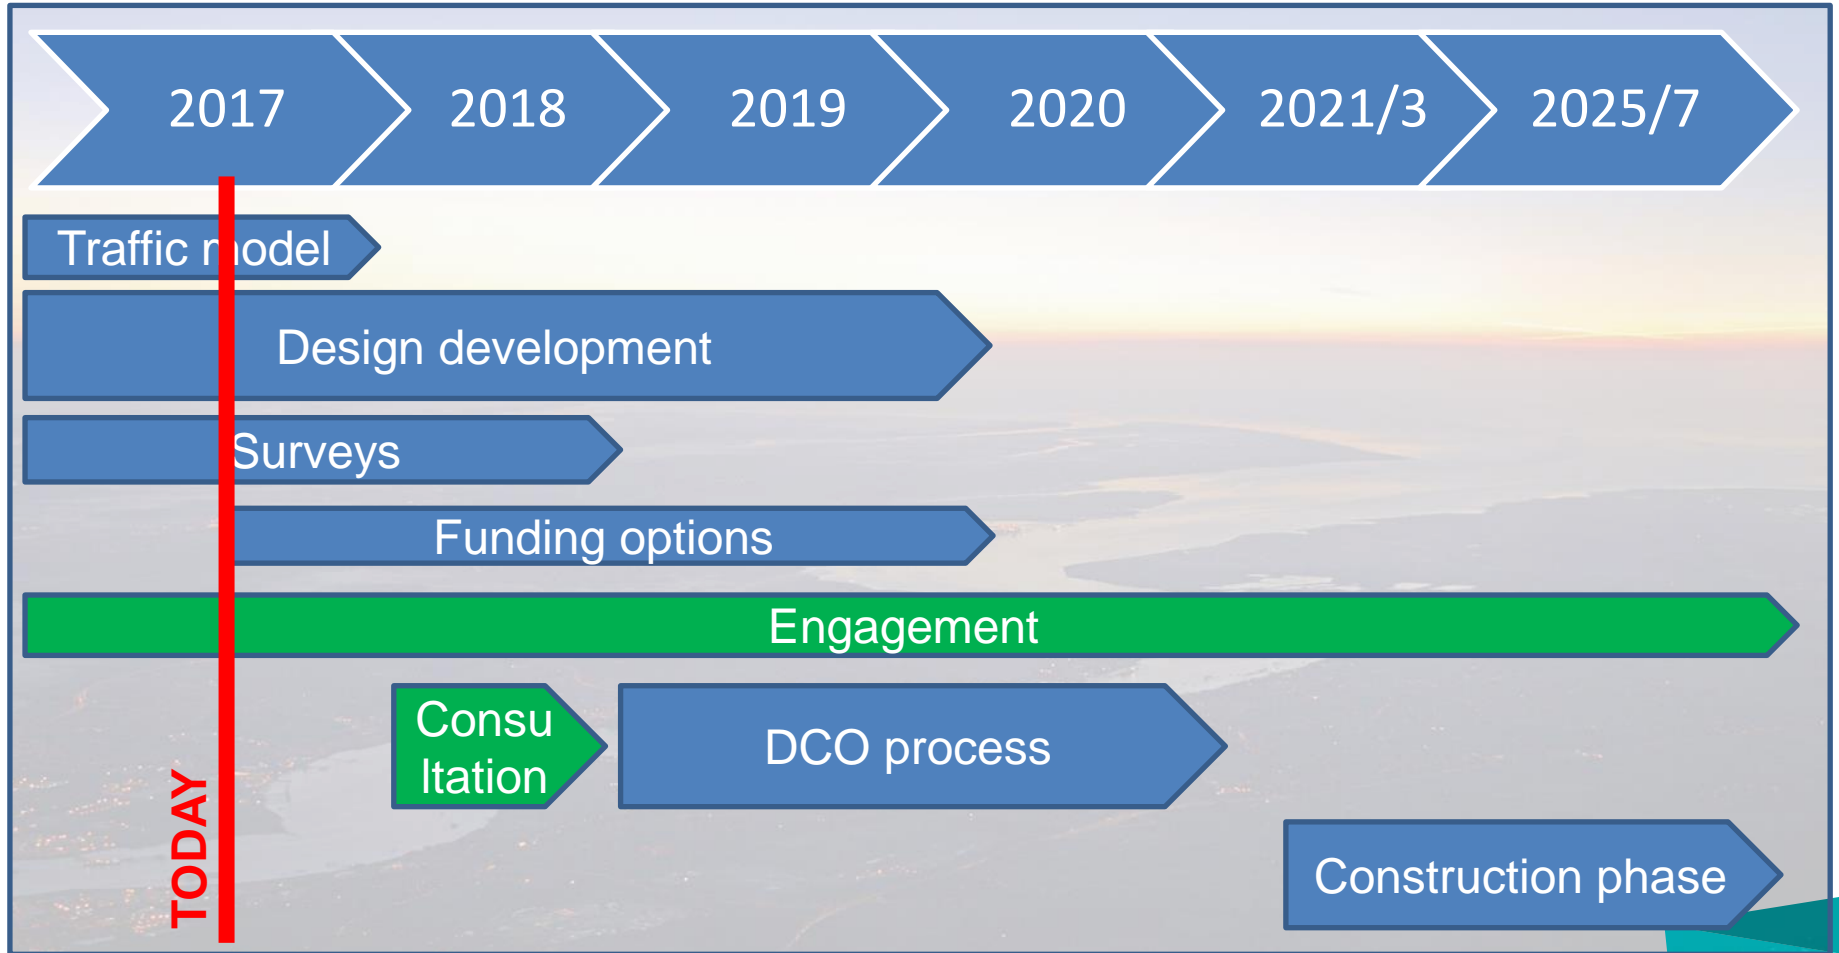 2017 2018 2019 2020 2021/3 2025/7
Traffic model
Design development
Surveys
Funding options
Engagement
Consu
ltation
DCO process
Construction phase
TODAY